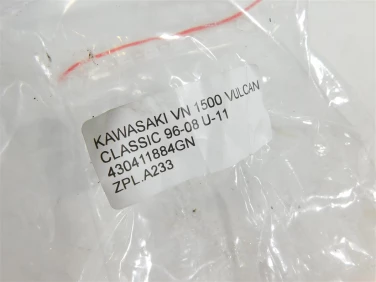 KAWASAKI VN 1500 VULCAN
CLASSIC 96-08 U-11
430411884GN
ZPL.A233